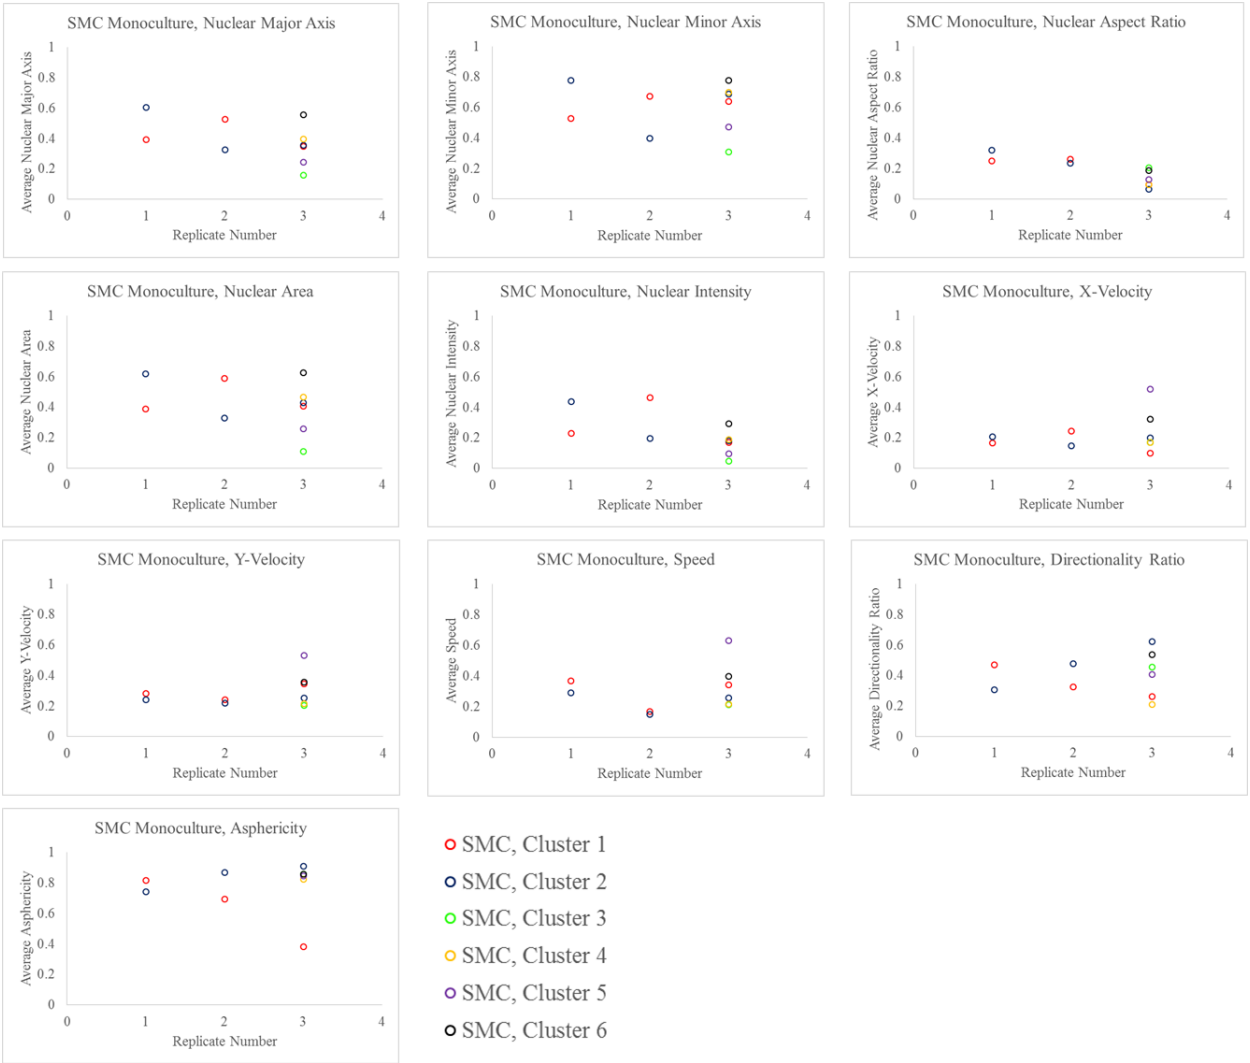 SMC Monoculture, Nuclear Major Axis
Average Nuclear Major Axis
1
0.8
0.6
0.4
0.2
0
0 1 2 3 4
Replicate Number
SMC Monoculture, Nuclear Minor Axis
Average Nuclear Minor Axis
1
0.8
0.6
0.4
0.2
0
0 1 2 3 4
Replicate Number
SMC Monoculture, Nuclear Aspect Ratio
Average Nuclear Aspect Ratio
1
0.8
0.6
0.4
0.2
0
0 1 2 3 4
Replicate Number
SMC Monoculture, Nuclear Area
Average Nuclear Area
1
0.8
0.6
0.4
0.2
0
0 1 2 3 4
Replicate Number
SMC Monoculture, Nuclear Intensity
Average Nuclear Intensity
1
0.8
0.6
0.4
0.2
0
0 1 2 3 4
Replicate Number
SMC Monoculture, X-Velocity
Average X-Velocity
1
0.8
0.6
0.4
0.2
0
0 1 2 3 4
Replicate Number
SMC Monoculture, Y-Velocity
Average Y-Velocity
1
0.8
0.6
0.4
0.2
0
0 1 2 3 4
Replicate Number
SMC Monoculture, Speed
Average Speed
1
0.8
0.6
0.4
0.2
0
0 1 2 3 4
Replicate Number
SMC Monoculture, Directionality Ratio
Average Directionality Ratio
1
0.8
0.6
0.4
0.2
0
0 1 2 3 4
Replicate Number
SMC Monoculture, Asphericity
Average Asphericity
1
0.8
0.6
0.4
0.2
0
0 1 2 3 4
Replicate Number
SMC, Cluster 1
SMC, Cluster 2
SMC, Cluster 3
SMC, Cluster 4
SMC, Cluster 5
SMC, Cluster 6